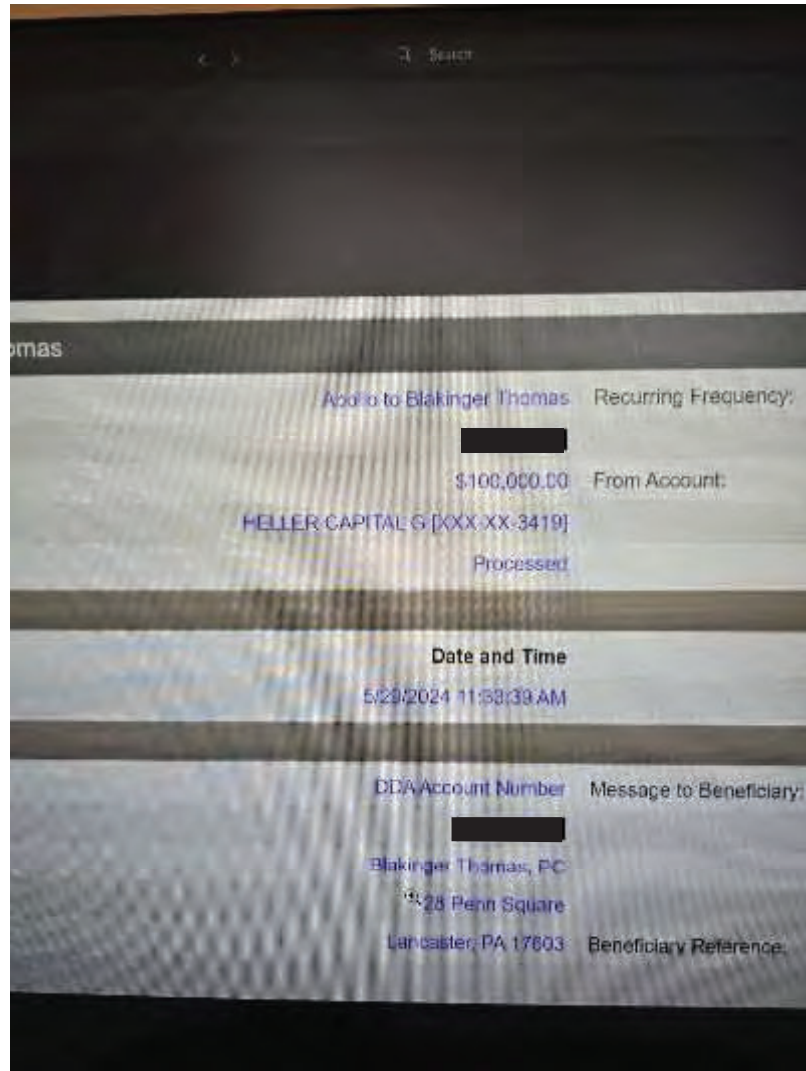 Search
omas
Apollo to Blakinger Thomas Recurring Frequency:
$100,000.00 From Account:
HELLER CAPITAL G [XXX-XX-3419]
Processed
Date and Time
5/29/2024 11:33:39 AM
DDA Account Number Message to Beneficiary:
Blakinger Thomas, PC
28 Penn Square
Lancaster, PA 17603 Beneficiary Reference: